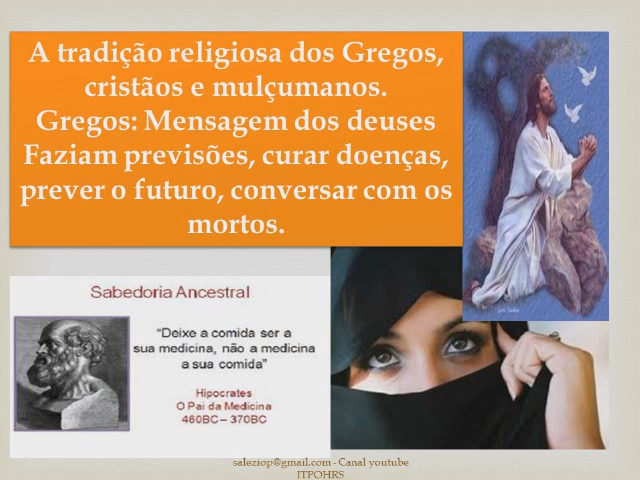 A tradição religiosa dos Gregos,
cristãos e mulçumanos.
Gregos: Mensagem dos deuses
Faziam previsões, curar doenças,
prever o futuro, conversar com os
mortos.
Sabedoria Ancestral
"Deixe a comida ser a
sua medicina, não a medicina
a sua comida"
Hipocrates
O Pai da Medicina
460BC – 370BC
saleziop@gmail.com - Canal youtube
ITPOHRS